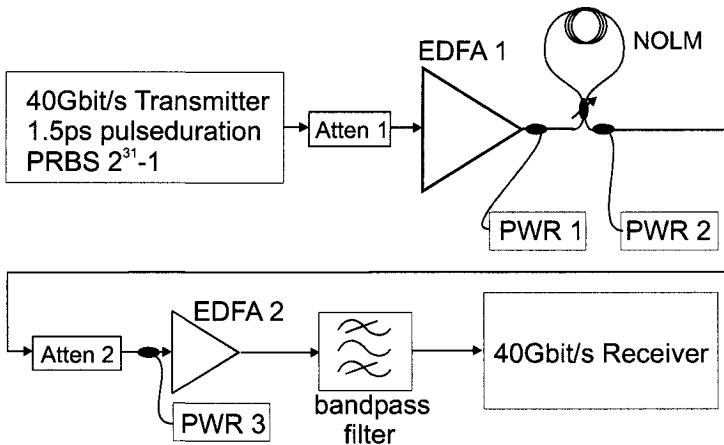 EDFA 1
NOLM
40Gbit/s Transmitter
1.5ps pulseduration
PRBS 2³¹-1
Atten 1
PWR 1
PWR 2
EDFA 2
Atten 2
40Gbit/s Receiver
PWR 3
bandpass
filter